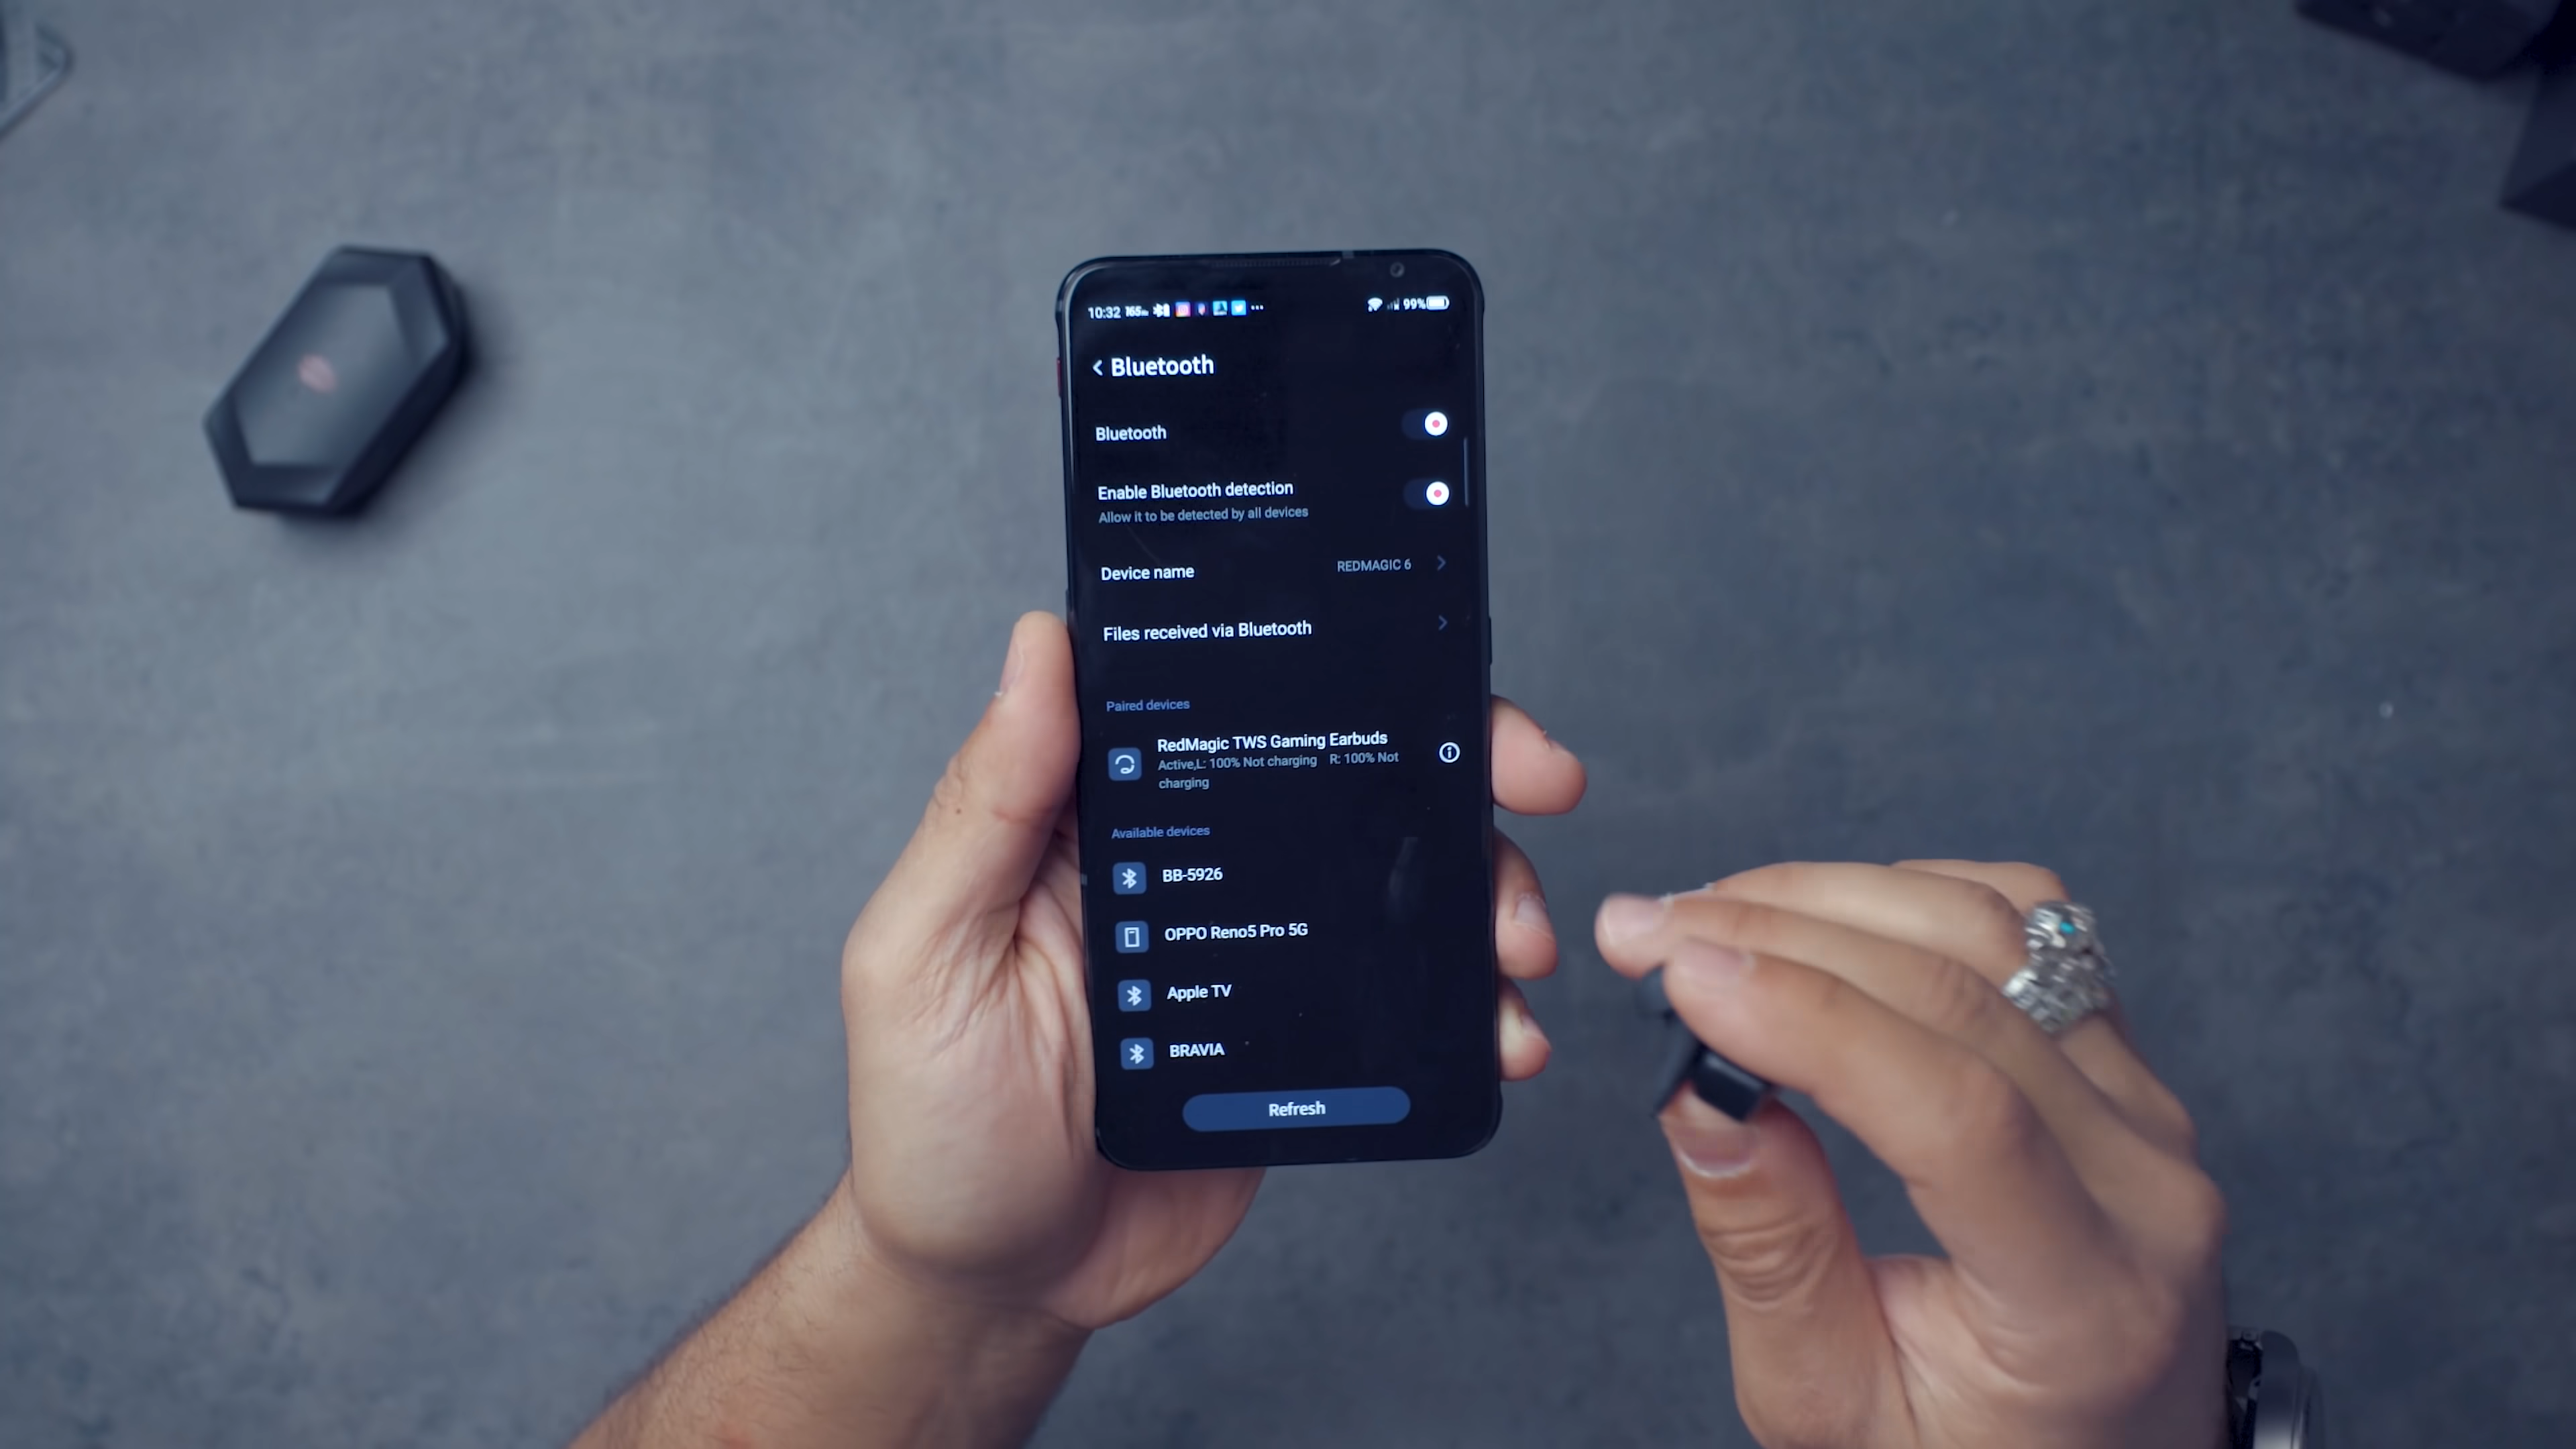 10:32 165Hz 99%
Bluetooth
Bluetooth
Enable Bluetooth detection
Allow it to be detected by all devices
Device name REDMAGIC 6
Files received via Bluetooth
Paired devices
RedMagic TWS Gaming Earbuds
Active,L: 100% Not charging R: 100% Not
charging
Available devices
BB-5926
OPPO Reno5 Pro 5G
Apple TV
BRAVIA
Refresh